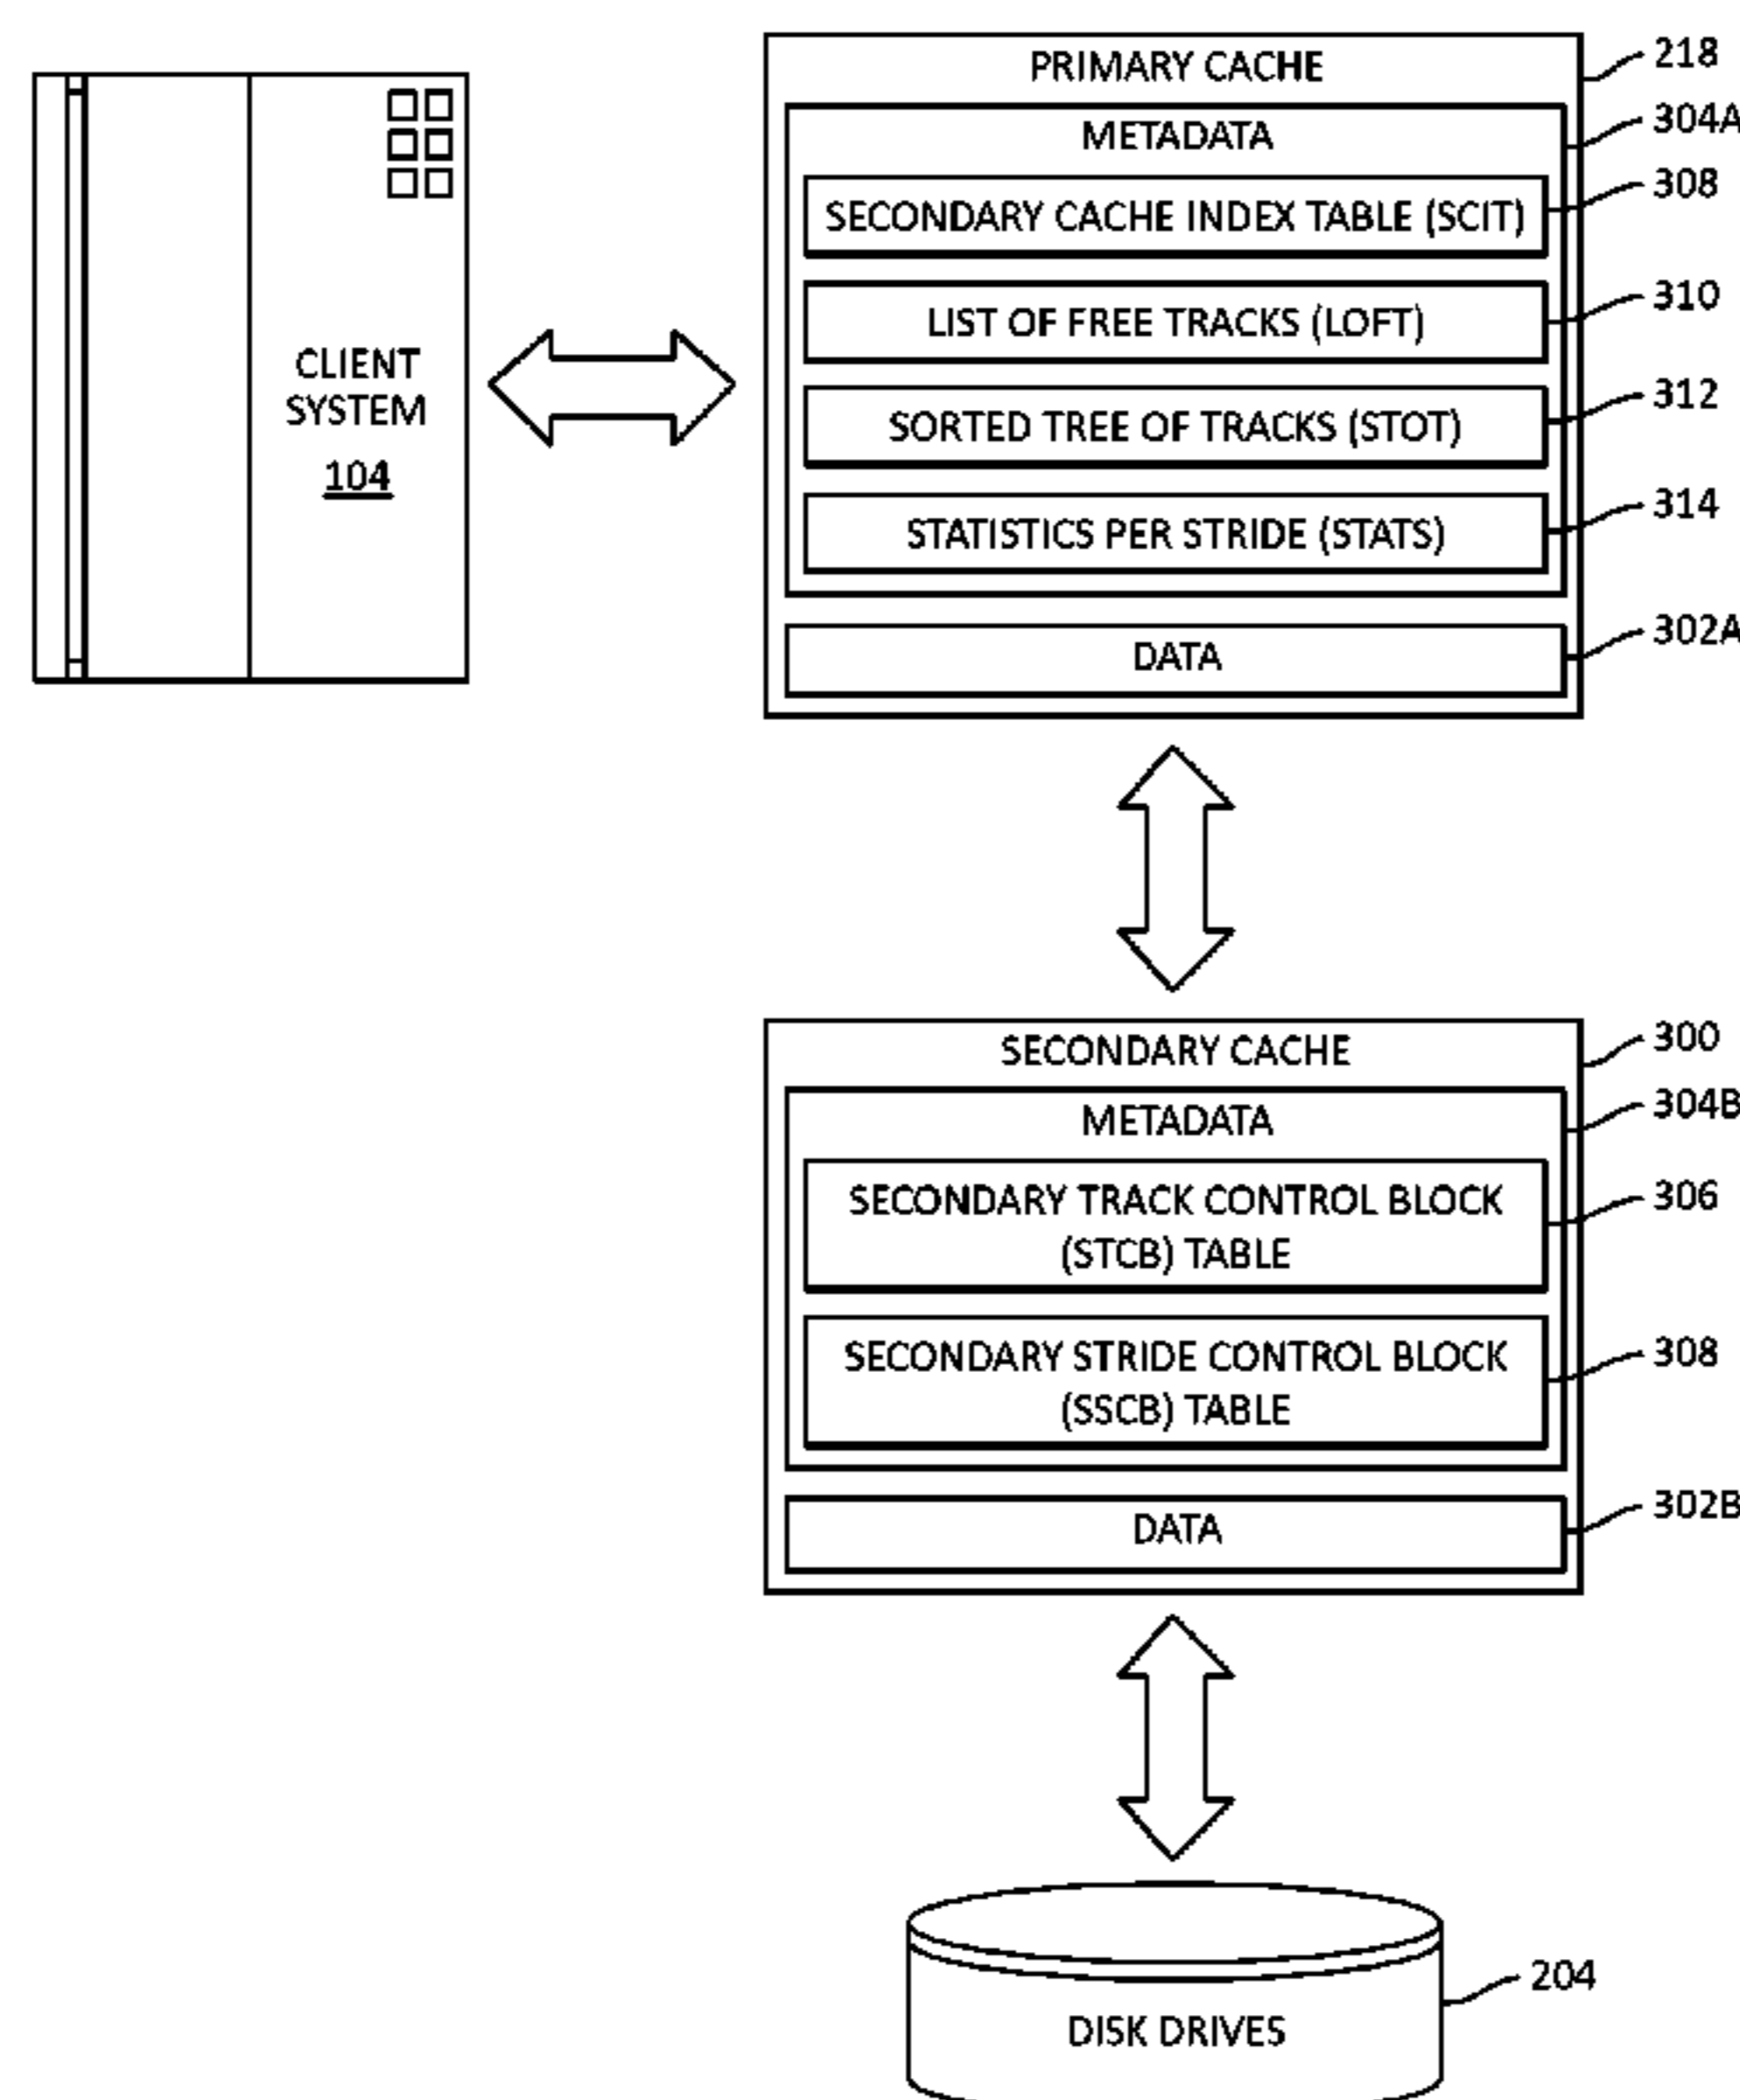 PRIMARY CACHE
218
METADATA
304A
SECONDARY CACHE INDEX TABLE (SCIT)
308
LIST OF FREE TRACKS (LOFT)
310
SORTED TREE OF TRACKS (STOT)
312
STATISTICS PER STRIDE (STATS)
314
DATA
302A
CLIENT
SYSTEM
104
SECONDARY CACHE
300
METADATA
304B
SECONDARY TRACK CONTROL BLOCK
(STCB) TABLE
306
SECONDARY STRIDE CONTROL BLOCK
(SSCB) TABLE
308
DATA
302B
DISK DRIVES
204